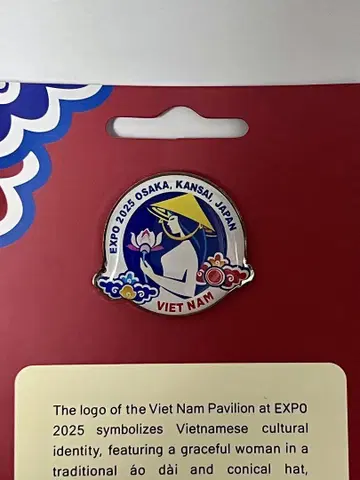 EXPO 2025 OSAKA, KANSAI, JAPAN
VIET NAM
The logo of the Viet Nam Pavilion at EXPO
2025 symbolizes Vietnamese cultural
identity, featuring a graceful woman in a
traditional áo dài and conical hat,